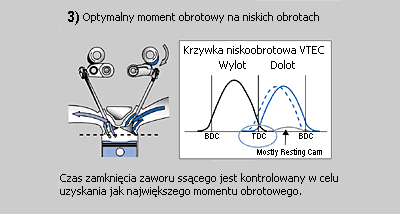 3) Optymalny moment obrotowy na niskich obrotach
Krzywka niskoobrotowa VTEC
Wylot Dolot
BDC TDC BDC
Mostly Resting Cam
Czas zamknięcia zaworu ssącego jest kontrolowany w celu
uzyskania jak największego momentu obrotowego.